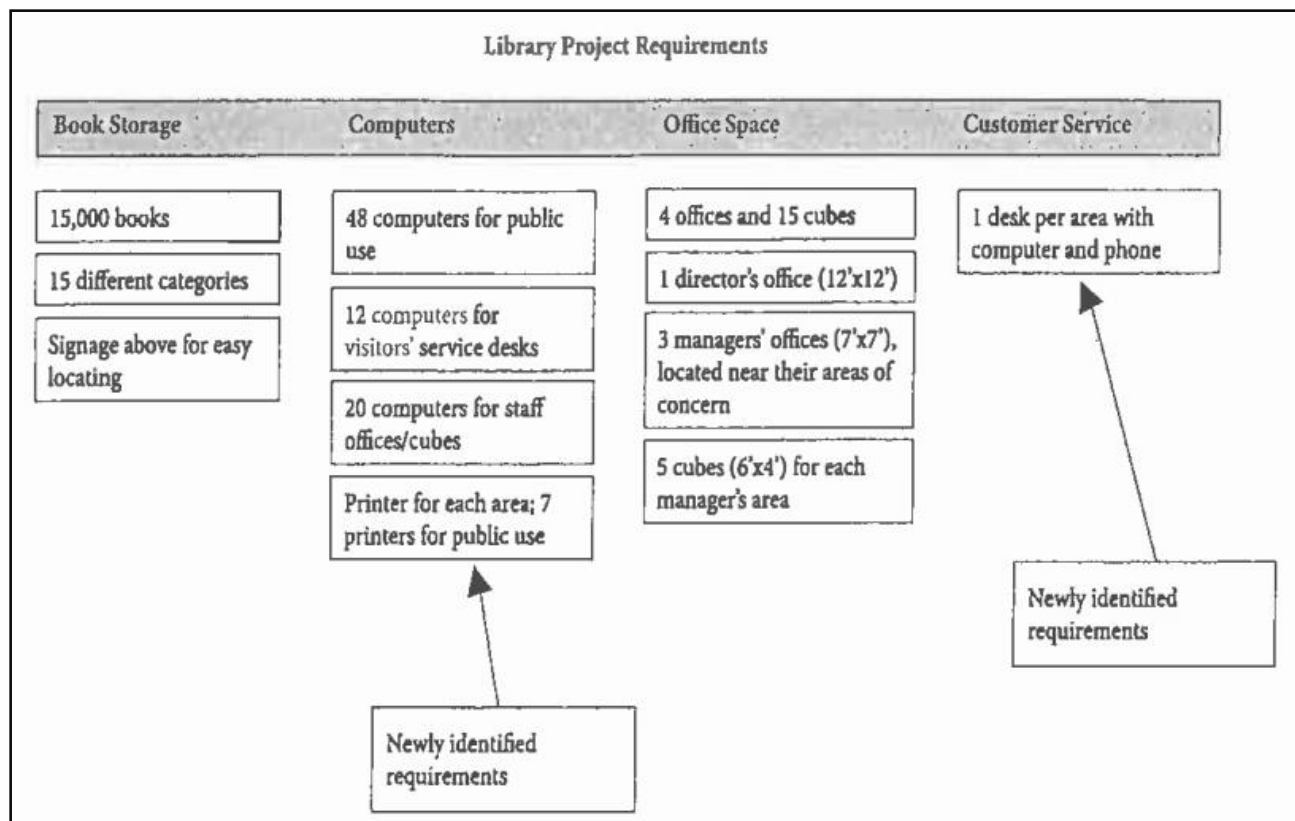 Library Project Requirements
Book Storage
Computers
Office Space
Customer Service
15,000 books
15 different categories
Signage above for easy
locating
48 computers for public
use
12 computers for
visitors' service desks
20 computers for staff
offices/cubes
Printer for each area; 7
printers for public use
4 offices and 15 cubes
1 director's office (12'x12')
3 managers' offices (7'x7'),
located near their areas of
concern
5 cubes (6'x4') for each
manager's area
1 desk per area with
computer and phone
Newly identified
requirements
Newly identified
requirements